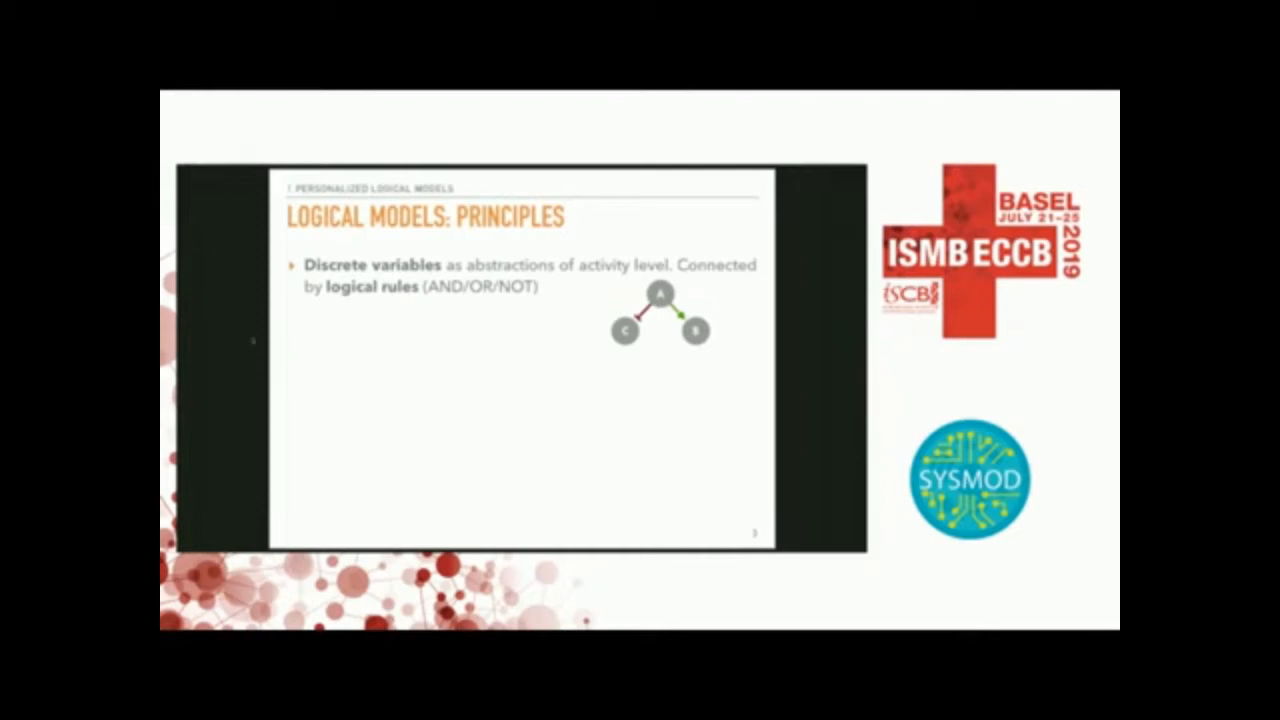 ! PERSONALIZED LOGICAL MODELS
LOGICAL MODELS: PRINCIPLES
Discrete variables as abstractions of activity level. Connected
by logical rules (AND/OR/NOT)
A
C
B
3
BASEL
JULY 21-25
2019
ISMB ECCB
ISCB
SYSMOD